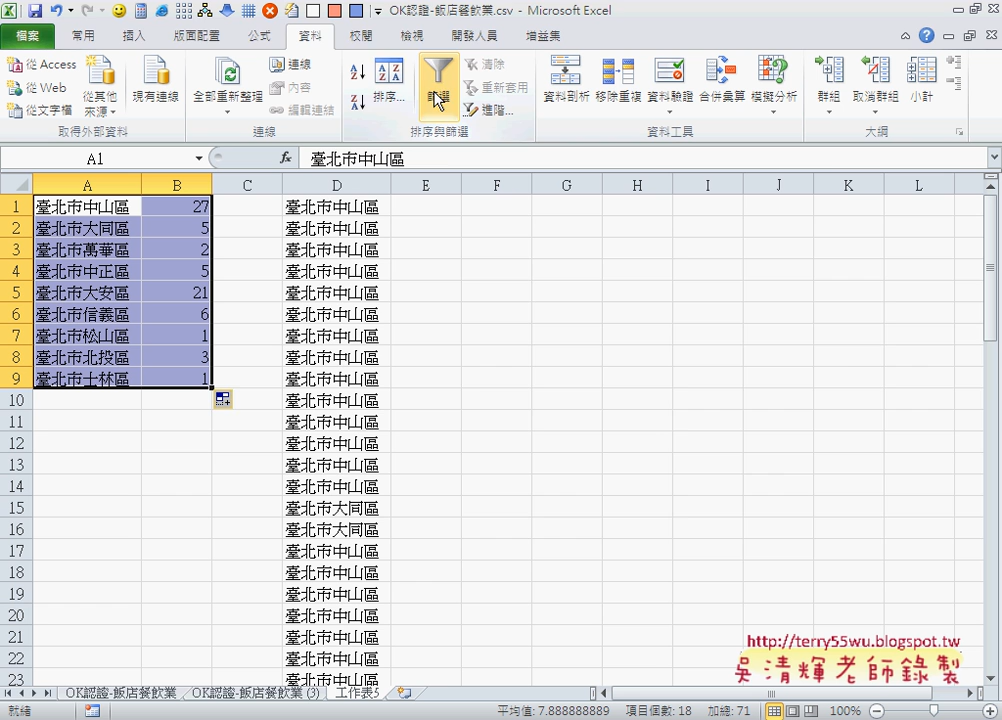 OK認證-飯店餐飲業.csv - Microsoft Excel
檔案 常用 插入 版面配置 公式 資料 校閱 檢視 開發人員 增益集
從 Access
從 Web
從文字檔
從其他來源
現有連線
取得外部資料
全部重新整理
連線
內容
編輯連結
連線
排序...
篩選
清除
重新套用
進階...
排序與篩選
資料剖析 移除重複 資料驗證 合併彙算 模擬分析
資料工具
群組 取消群組 小計
大綱
A1 fx 臺北市中山區
A B C D E F G H I J K L
1 臺北市中山區 27 臺北市中山區
2 臺北市大同區 5 臺北市中山區
3 臺北市萬華區 2 臺北市中山區
4 臺北市中正區 5 臺北市中山區
5 臺北市大安區 21 臺北市中山區
6 臺北市信義區 6 臺北市中山區
7 臺北市松山區 1 臺北市中山區
8 臺北市北投區 3 臺北市中山區
9 臺北市士林區 1 臺北市中山區
10 臺北市中山區
11 臺北市中山區
12 臺北市中山區
13 臺北市中山區
14 臺北市中山區
15 臺北市大同區
16 臺北市大同區
17 臺北市中山區
18 臺北市中山區
19 臺北市中山區
20 臺北市中山區
21 臺北市中山區
22 臺北市中山區
23 臺北市中山區
http://terry55wu.blogspot.tw
吳清輝老師錄製
OK認證-飯店餐飲業 OK認證-飯店餐飲業 (3) 工作表5
就緒 平均值: 7.888888889 項目個數: 18 加總: 71 100%